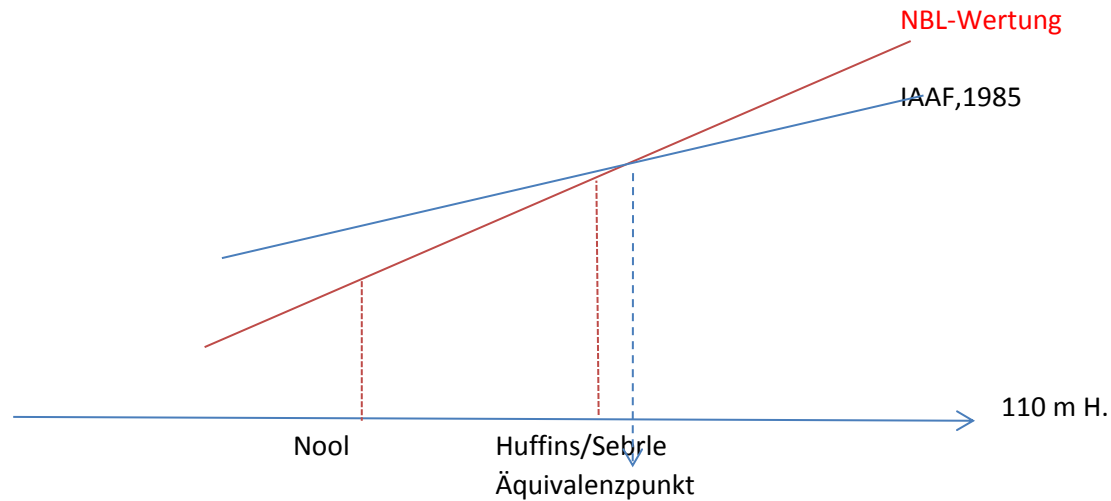 NBL-Wertung
IAAF,1985
110 m H.
Nool
Huffins/Sebrle
Äquivalenzpunkt